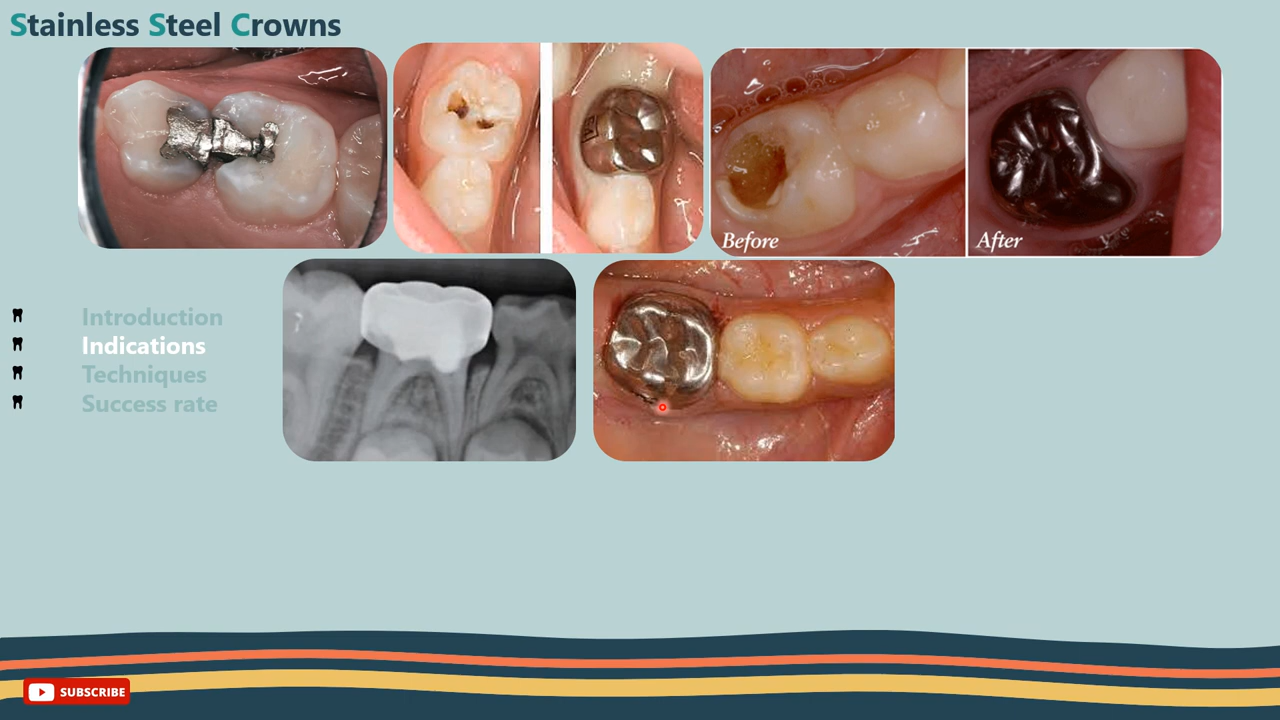 Stainless Steel Crowns
Before
After
Introduction
Indications
Techniques
Success rate
SUBSCRIBE